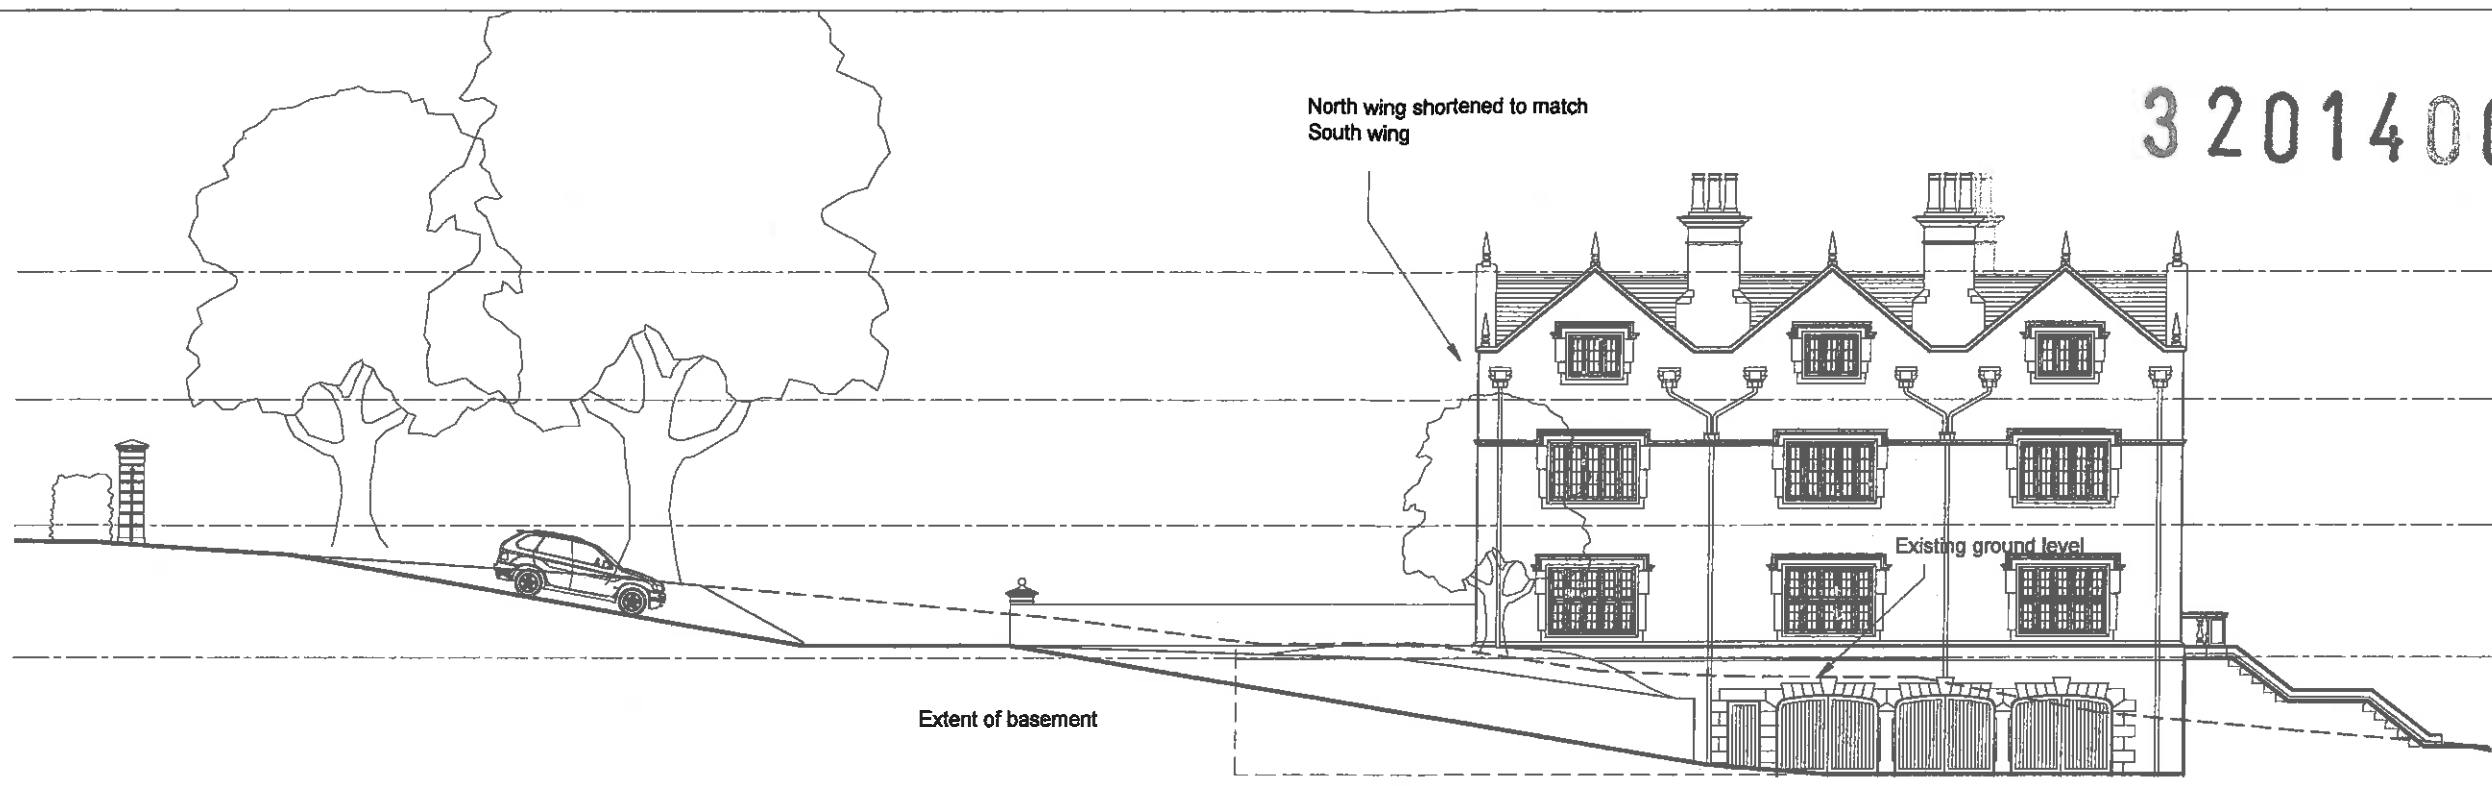 North wing shortened to match
South wing
320140
Existing ground level
Extent of basement